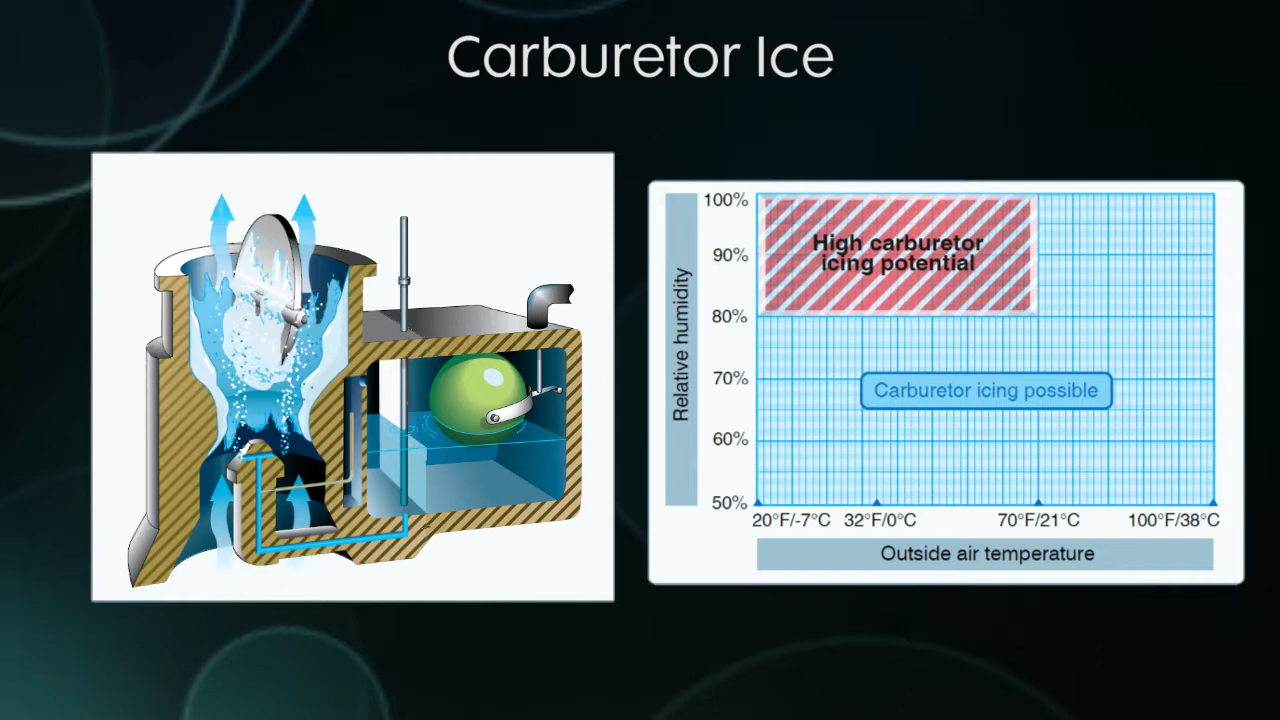 Carburetor Ice
Relative humidity
100%
90%
80%
70%
60%
50%
High carburetor
icing potential
Carburetor icing possible
20°F/-7°C 32°F/0°C 70°F/21°C 100°F/38°C
Outside air temperature